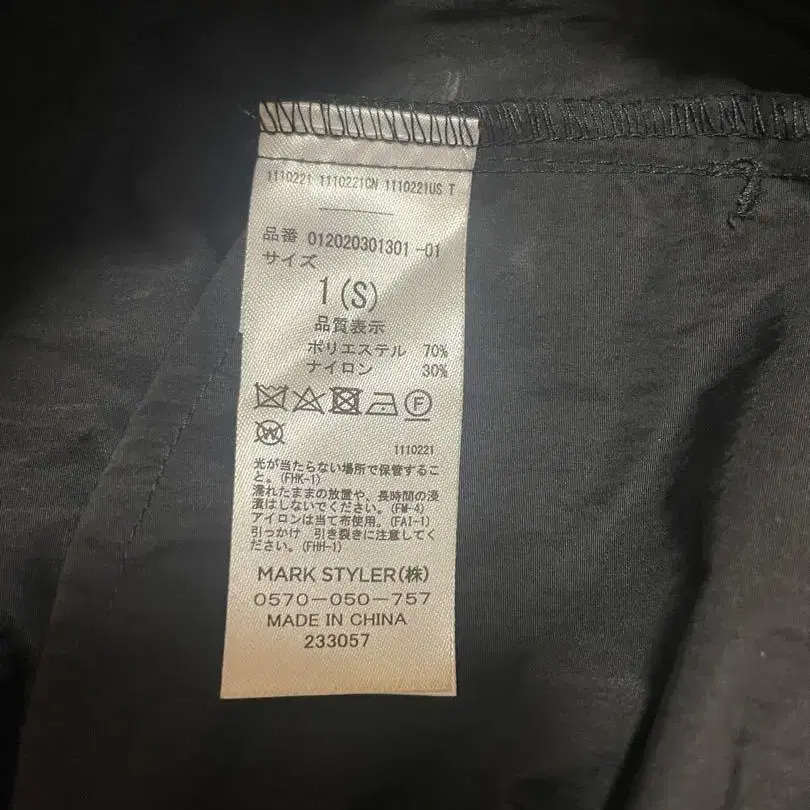 1110221 1110221CN 1110221US T
品番 012020301301-01
サイズ
1(S)
品質表示
ポリエステル 70%
ナイロン 30%
F
W
1110221
光が当たらない場所で保管するこ
と。(FHK-1)
濡れたままの放置や、長時間の浸
漬はしないでください。(FM-4)
アイロンは当て布使用。(FAI-1)
引っかけ 引き裂きに注意してく
ださい。(FHH-1)
MARK STYLER(株)
0570-050-757
MADE IN CHINA
233057